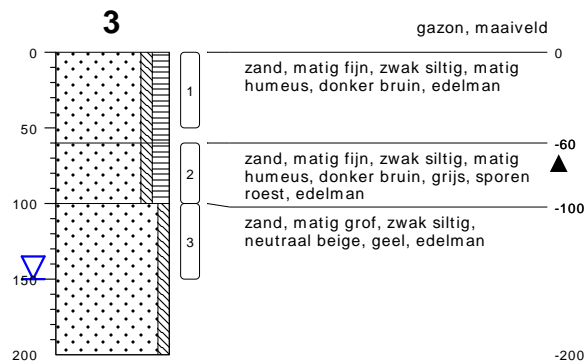 3
gazon, maaiveld
0
0
zand, matig fijn, zwak siltig, matig
humeus, donker bruin, edelman
1
50
-60
zand, matig fijn, zwak siltig, matig
humeus, donker bruin, grijs, sporen
roest, edelman
2
100
-100
zand, matig grof, zwak siltig,
neutraal beige, geel, edelman
3
150
200
-200